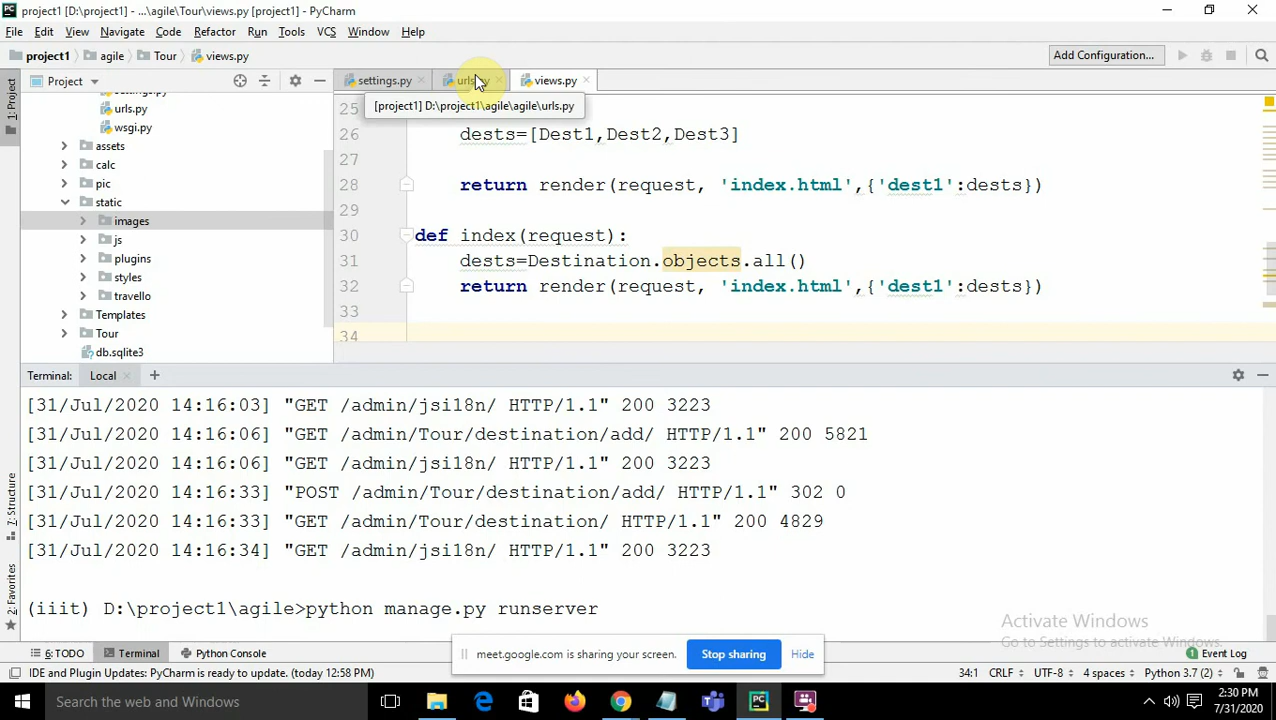 project1 [D:\project1] - ...\agile\Tour\views.py [project1] - PyCharm
File Edit View Navigate Code Refactor Run Tools VCS Window Help
project1 agile Tour views.py Add Configuration...
Project settings.py views.py
[project1] D:\project1\agile\agile\urls.py
urls.py
wsgi.py
assets
calc
pic
static
images
js
plugins
styles
travello
Templates
Tour
db.sqlite3
1: Project
Z: Structure
2: Favorites
25
26 dests=[Dest1,Dest2,Dest3]
27
28 return render(request, 'index.html',{'dest1':dests})
29
30 def index(request):
31 dests=Destination.objects.all()
32 return render(request, 'index.html',{'dest1':dests})
33
34
Terminal: Local
[31/Jul/2020 14:16:03] "GET /admin/jsi18n/ HTTP/1.1" 200 3223
[31/Jul/2020 14:16:06] "GET /admin/Tour/destination/add/ HTTP/1.1" 200 5821
[31/Jul/2020 14:16:06] "GET /admin/jsi18n/ HTTP/1.1" 200 3223
[31/Jul/2020 14:16:33] "POST /admin/Tour/destination/add/ HTTP/1.1" 302 0
[31/Jul/2020 14:16:33] "GET /admin/Tour/destination/ HTTP/1.1" 200 4829
[31/Jul/2020 14:16:34] "GET /admin/jsi18n/ HTTP/1.1" 200 3223
(iiit) D:\project1\agile>python manage.py runserver
Activate Windows
Go to Settings to activate Windows.
6: TODO Terminal Python Console
meet.google.com is sharing your screen. Stop sharing Hide
1 Event Log
IDE and Plugin Updates: PyCharm is ready to update. (today 12:58 PM) 34:1 CRLF UTF-8 4 spaces Python 3.7 (2)
Search the web and Windows
2:30 PM
7/31/2020